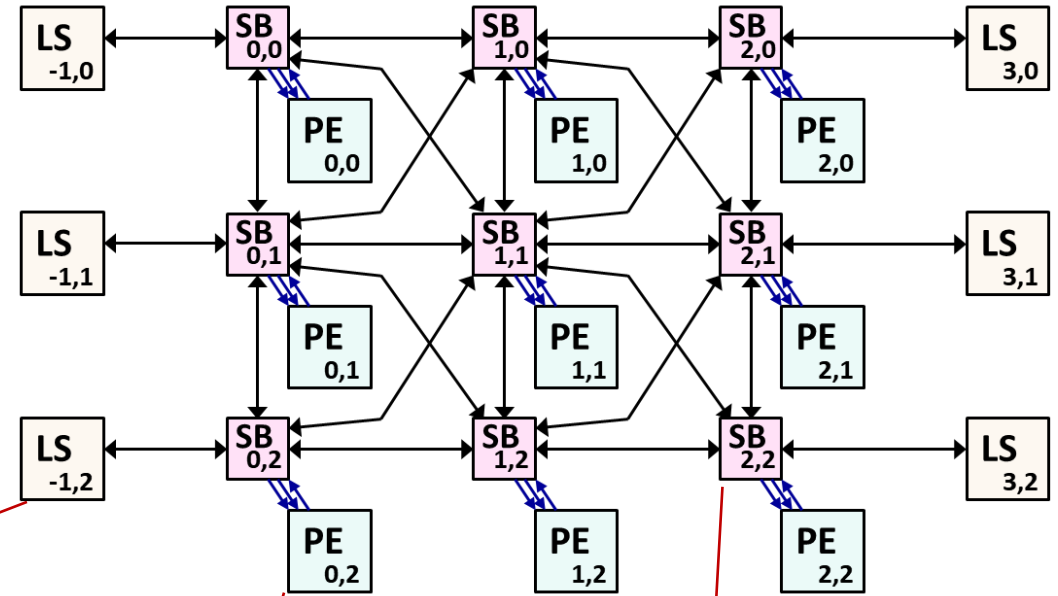 LS
-1,0
SB
0,0
SB
1,0
SB
2,0
LS
3,0
PE
0,0
PE
1,0
PE
2,0
LS
-1,1
SB
0,1
SB
1,1
SB
2,1
LS
3,1
PE
0,1
PE
1,1
PE
2,1
LS
-1,2
SB
0,2
SB
1,2
SB
2,2
LS
3,2
PE
0,2
PE
1,2
PE
2,2